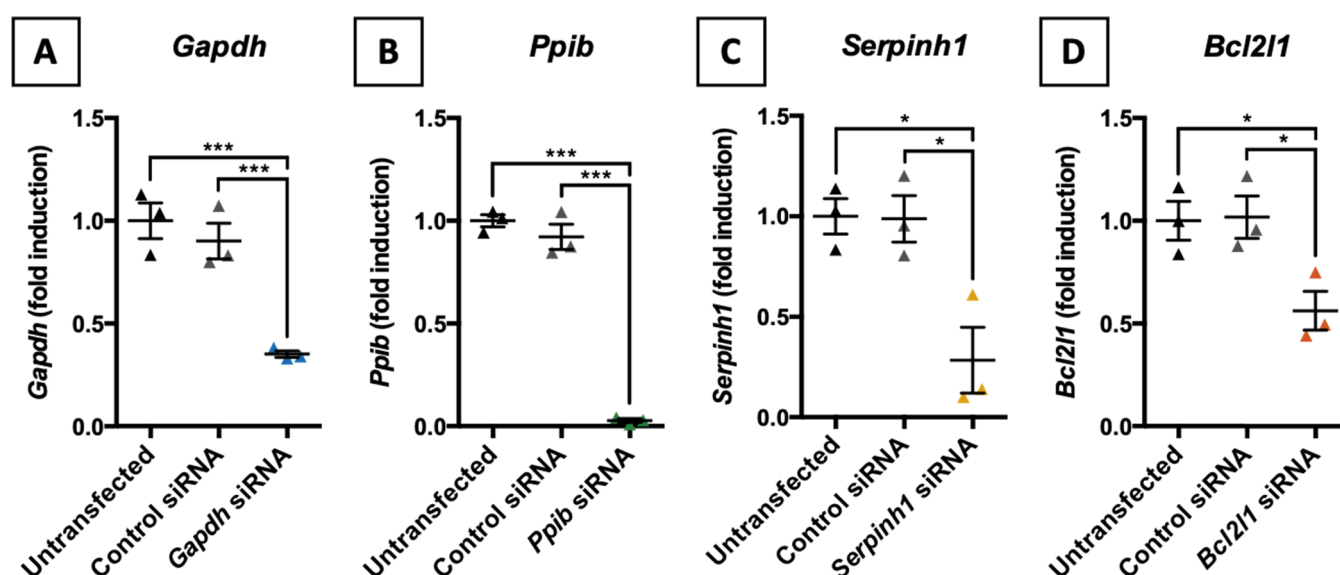 A
Gapdh
Gapdh (fold induction)
1.5
1.0
0.5
0.0
***
***
Untransfected
Control siRNA
Gapdh siRNA
B
Ppib
Ppib (fold induction)
1.5
1.0
0.5
0.0
***
***
Untransfected
Control siRNA
Ppib siRNA
C
Serpinh1
Serpinh1 (fold induction)
1.5
1.0
0.5
0.0
*
*
Untransfected
Control siRNA
Serpinh1 siRNA
D
Bcl2l1
Bcl2l1 (fold induction)
1.5
1.0
0.5
0.0
*
*
Untransfected
Control siRNA
Bcl2l1 siRNA